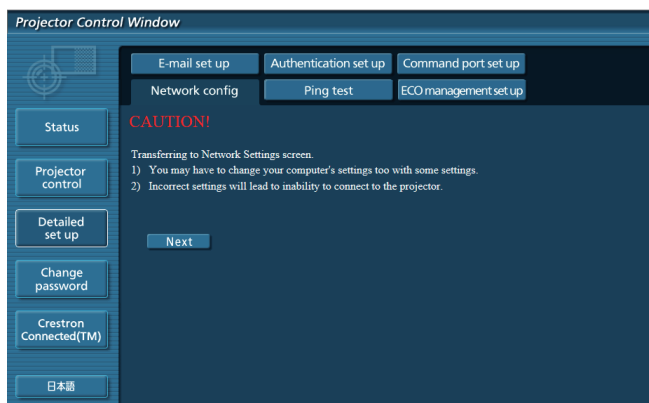 Projector Control Window
E-mail set up
Authentication set up
Command port set up
Network config
Ping test
ECO management set up
Status
Projector
control
Detailed
set up
Change
password
Crestron
Connected(TM)
日本語
CAUTION!
Transferring to Network Settings screen.
1) You may have to change your computer's settings too with some settings.
2) Incorrect settings will lead to inability to connect to the projector.
Next